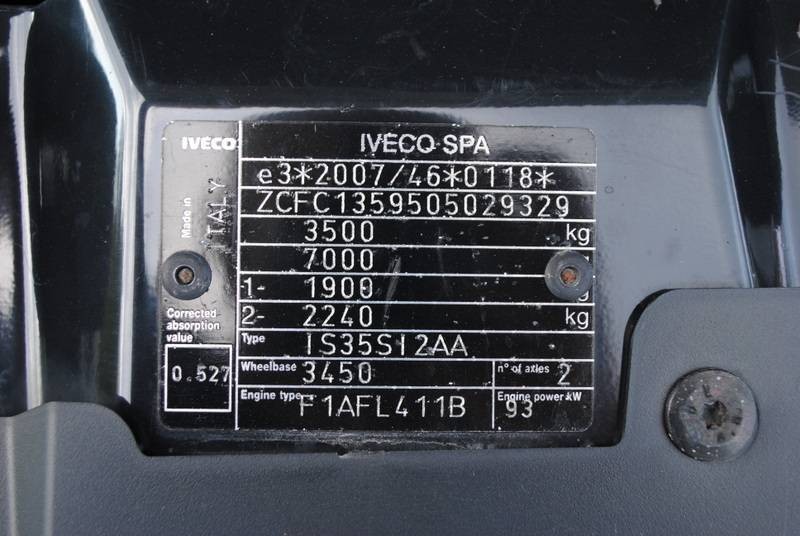 IVECO
IVECO SPA
e3*2007/46*0118*
ZCFC1359505029329
Made in ITALY
3500 kg
7000
1- 1900
2- 2240 kg
Corrected absorption value
0.527
Type IS35SI2AA
Wheelbase 3450
n° of axles 2
Engine type F1AFL411B
Engine power kW 93